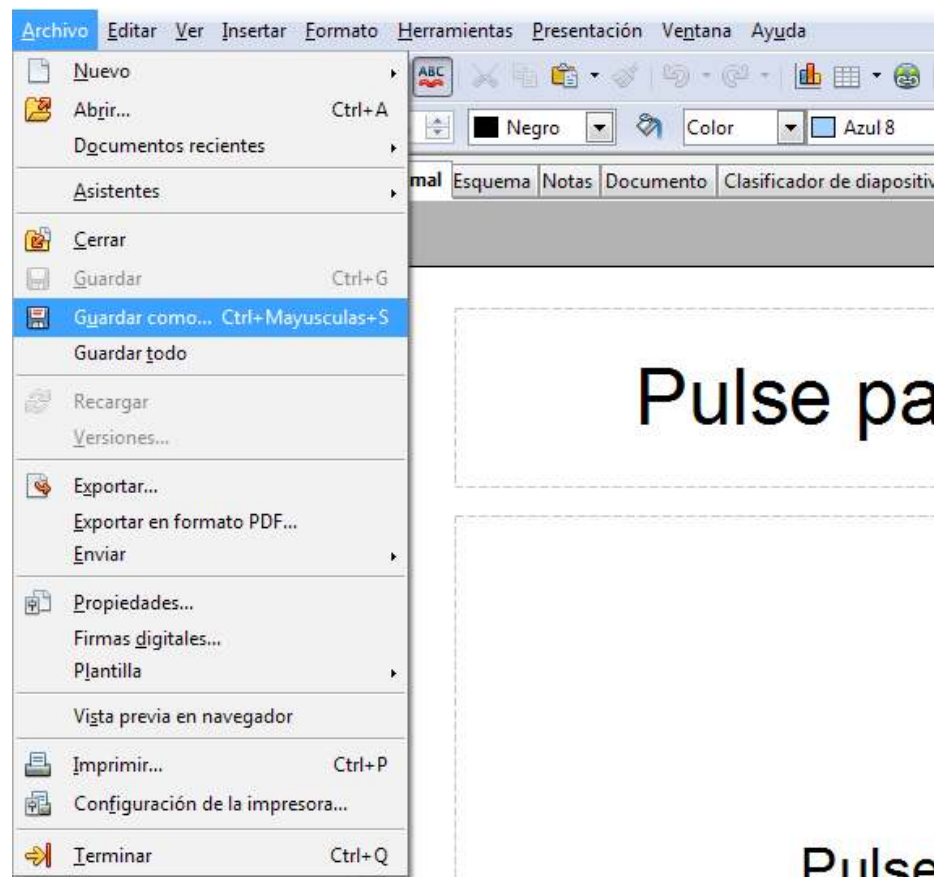 Archivo Editar Ver Insertar Formato Herramientas Presentación Ventana Ayuda
Nuevo
ABC
Abrir... Ctrl+A
Negro Color Azul 8
Documentos recientes
mal Esquema Notas Documento Clasificador de diapositiv
Asistentes
Cerrar
Guardar Ctrl+G
Guardar como... Ctrl+Mayusculas+S
Guardar todo
Pulse pa
Recargar
Versiones...
Exportar...
Exportar en formato PDF...
Enviar
Propiedades...
Firmas digitales...
Plantilla
Vista previa en navegador
Imprimir... Ctrl+P
Configuración de la impresora...
Terminar Ctrl+Q
Pulse